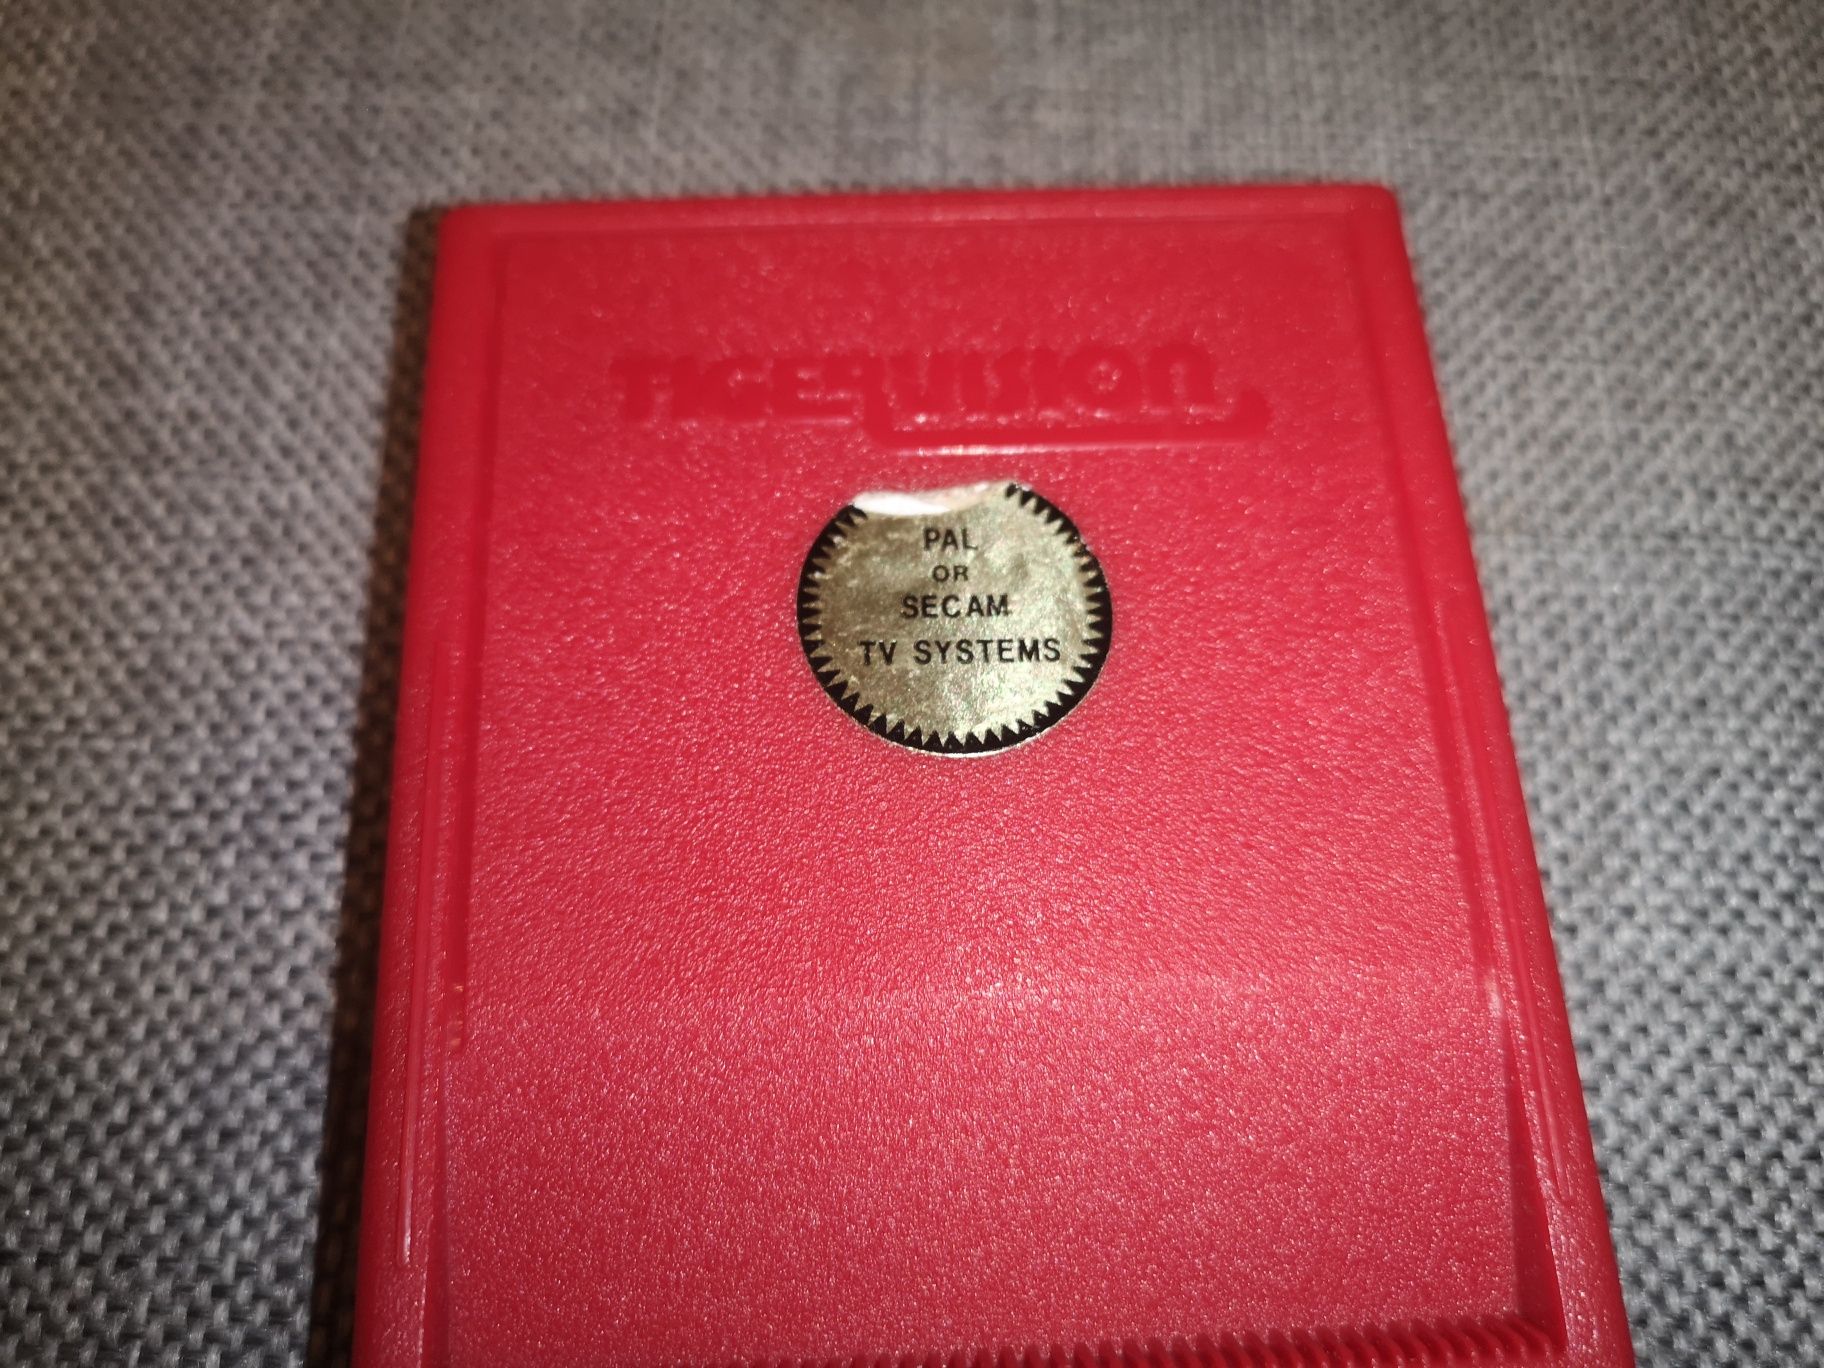 TIGERVISION
PAL
OR
SECAM
TV SYSTEMS